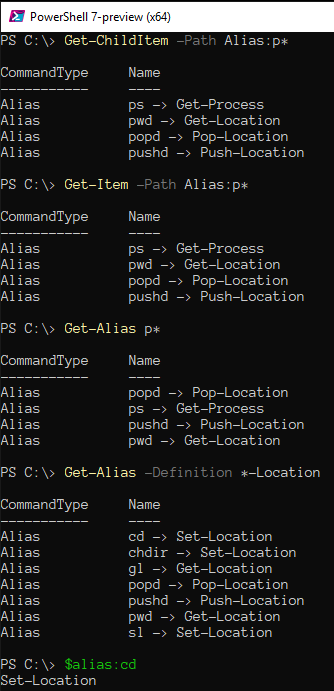 PowerShell 7-preview (x64)
PS C:\> Get-ChildItem -Path Alias:p*
CommandType     Name
-----------     ----
Alias           ps -> Get-Process
Alias           pwd -> Get-Location
Alias           popd -> Pop-Location
Alias           pushd -> Push-Location
PS C:\> Get-Item -Path Alias:p*
CommandType     Name
-----------     ----
Alias           ps -> Get-Process
Alias           pwd -> Get-Location
Alias           popd -> Pop-Location
Alias           pushd -> Push-Location
PS C:\> Get-Alias p*
CommandType     Name
-----------     ----
Alias           popd -> Pop-Location
Alias           ps -> Get-Process
Alias           pushd -> Push-Location
Alias           pwd -> Get-Location
PS C:\> Get-Alias -Definition *-Location
CommandType     Name
-----------     ----
Alias           cd -> Set-Location
Alias           chdir -> Set-Location
Alias           gl -> Get-Location
Alias           popd -> Pop-Location
Alias           pushd -> Push-Location
Alias           pwd -> Get-Location
Alias           sl -> Set-Location
PS C:\> $alias:cd
Set-Location